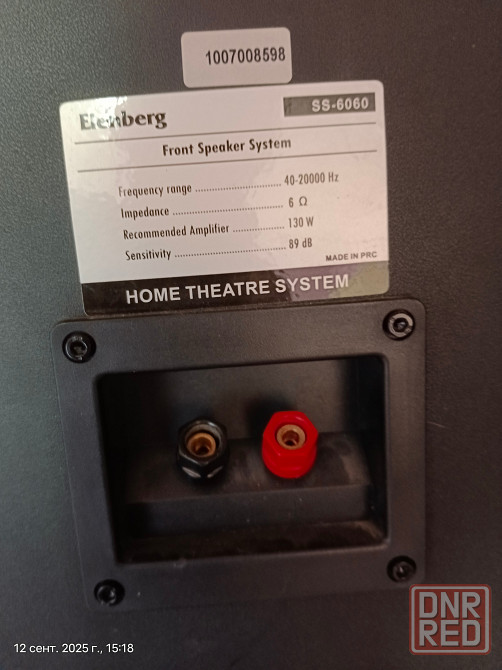 1007008598
Elenberg
SS-6060
Front Speaker System
Frequency range ............................ 40-20000 Hz
Impedance .................................... 6 Ω
Recommended Amplifier ................ 130 W
Sensitivity ..................................... 89 dB
MADE IN PRC
HOME THEATRE SYSTEM
12 сент. 2025 г., 15:18
DNR
RED